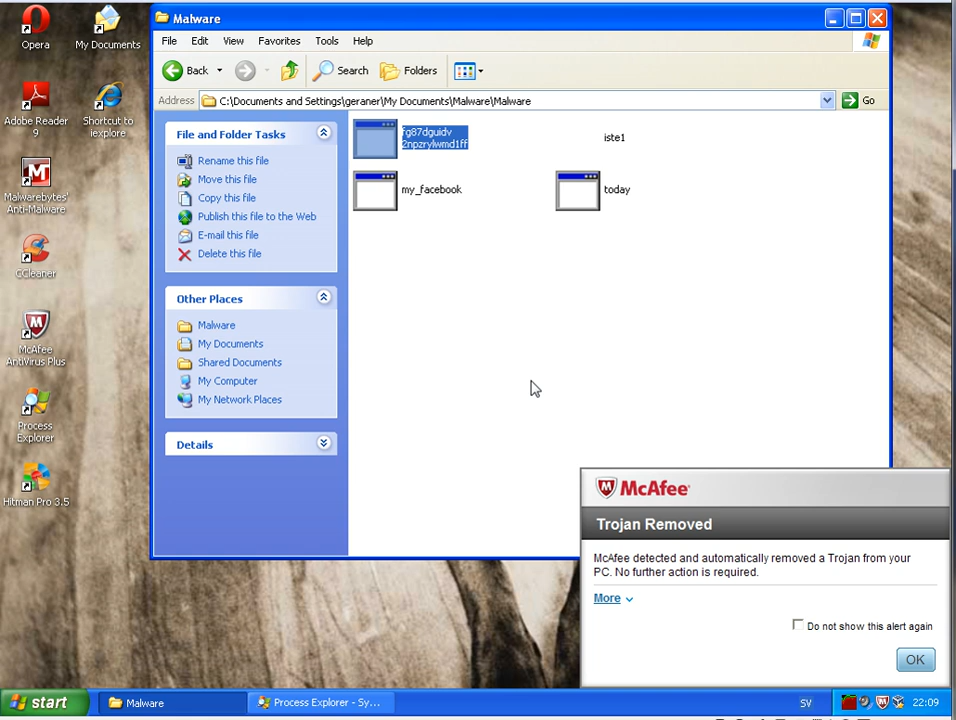 Malware
File Edit View Favorites Tools Help
Back Search Folders
Address C:\Documents and Settings\geraner\My Documents\Malware\Malware Go
Opera
My Documents
Adobe Reader
9
Shortcut to
iexplore
Malwarebytes'
Anti-Malware
CCleaner
McAfee
AntiVirus Plus
Process
Explorer
Hitman Pro 3.5
File and Folder Tasks
Rename this file
Move this file
Copy this file
Publish this file to the Web
E-mail this file
Delete this file
Other Places
Malware
My Documents
Shared Documents
My Computer
My Network Places
Details
fg87dguidv
2npzrylwmd1ff
iste1
my_facebook
today
McAfee
Trojan Removed
McAfee detected and automatically removed a Trojan from your
PC. No further action is required.
More
Do not show this alert again
OK
start Malware Process Explorer - Sy... SV 22:09